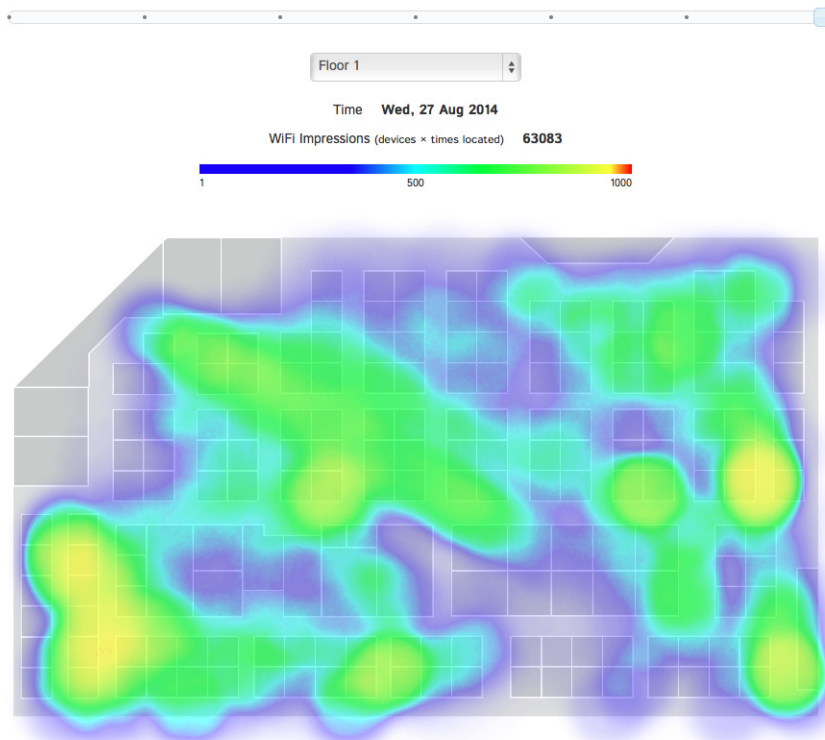 Floor 1
Time Wed, 27 Aug 2014
WiFi Impressions (devices × times located) 63083
1 500 1000